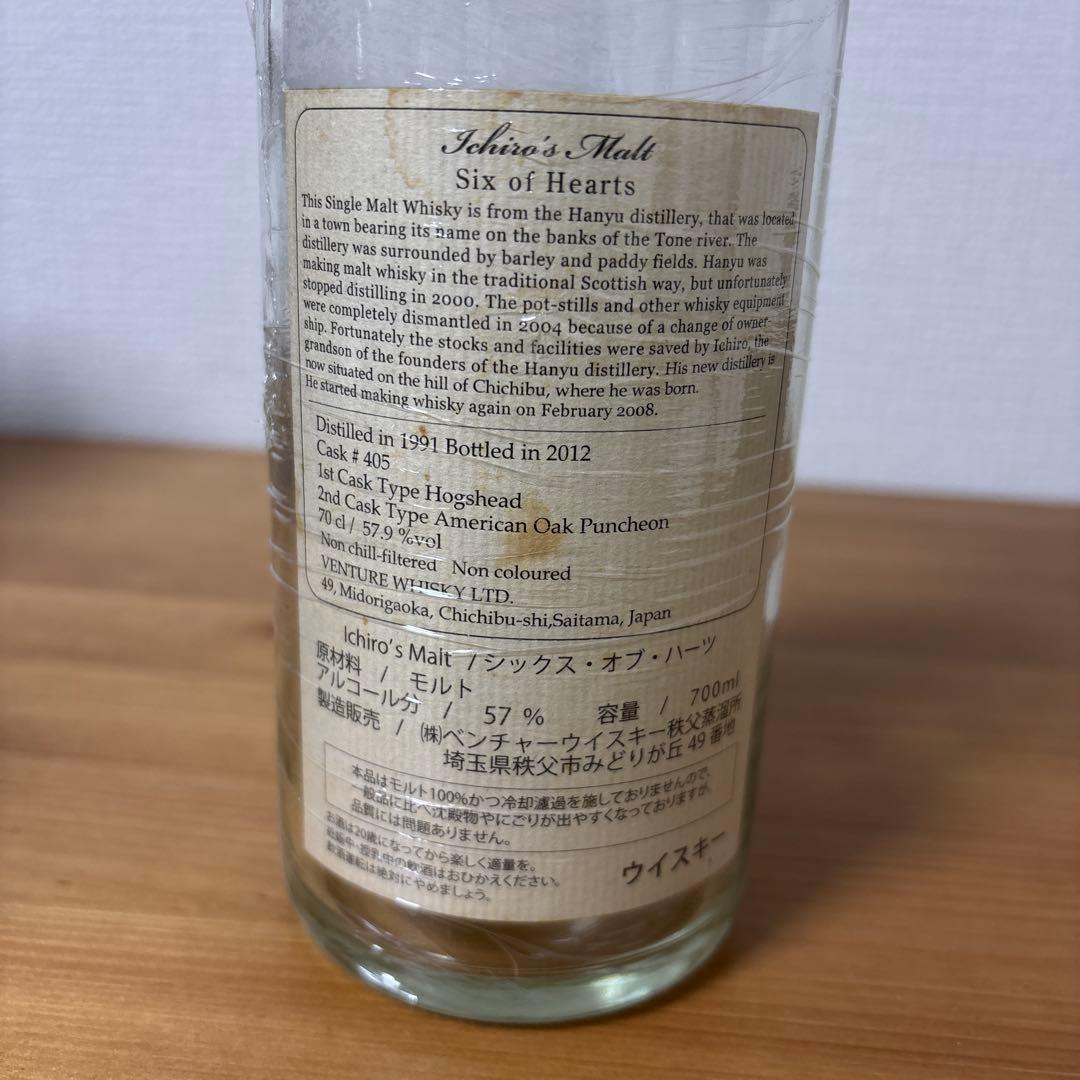 Ichiro's Malt
Six of Hearts
This Single Malt Whisky is from the Hanyu distillery, that was located
in a town bearing its name on the banks of the Tone river. The
distillery was surrounded by barley and paddy fields. Hanyu was
making malt whisky in the traditional Scottish way, but unfortunately
stopped distilling in 2000. The pot-stills and other whisky equipment
were completely dismantled in 2004 because of a change of owner-
ship. Fortunately the stocks and facilities were saved by Ichiro, the
grandson of the founders of the Hanyu distillery. His new distillery is
now situated on the hill of Chichibu, where he was born.
He started making whisky again on February 2008.
Distilled in 1991 Bottled in 2012
Cask # 405
1st Cask Type Hogshead
2nd Cask Type American Oak Puncheon
70 cl / 57.9 %vol
Non chill-filtered Non coloured
VENTURE WHISKY LTD.
49, Midorigaoka, Chichibu-shi,Saitama, Japan
Ichiro's Malt / シックス・オブ・ハーツ
原材料 / モルト
アルコール分 / 57 % 容量 / 700ml
製造販売 / ㈱ベンチャーウイスキー秩父蒸溜所
埼玉県秩父市みどりが丘 49 番地
本品はモルト100%かつ冷却濾過を施しておりませんので、
一般品に比べ沈殿物やにごりが出やすくなっておりますが、
品質には問題ありません。
お酒は20歳になってから楽しく適量を。
妊娠中・授乳中の飲酒はおひかえください。
飲酒運転は絶対にやめましょう。
ウイスキー